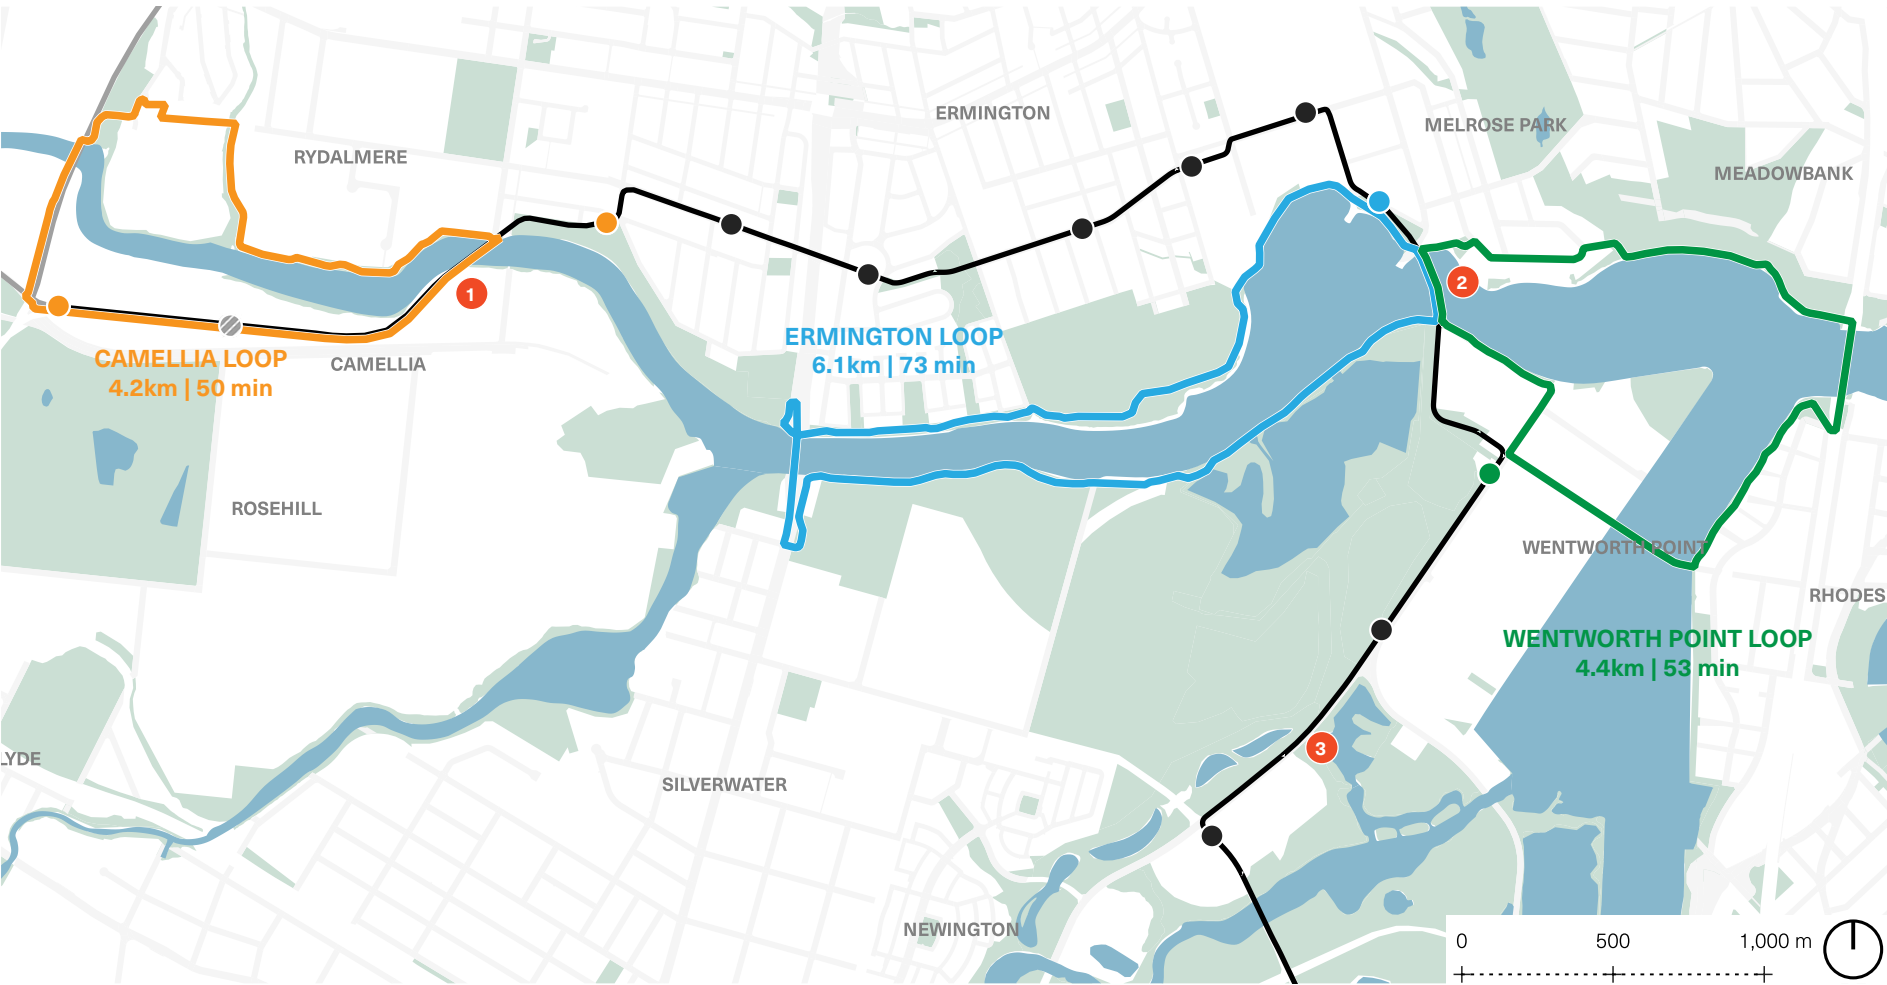 ERMINGTON
MELROSE PARK
RYDALMERE
MEADOWBANK
2
1
ERMINGTON LOOP
6.1km | 73 min
CAMELLIA LOOP
4.2km | 50 min
CAMELLIA
ROSEHILL
WENTWORTH POINT
RHODES
WENTWORTH POINT LOOP
4.4km | 53 min
3
LYDE
SILVERWATER
NEWINGTON
0 500 1,000 m